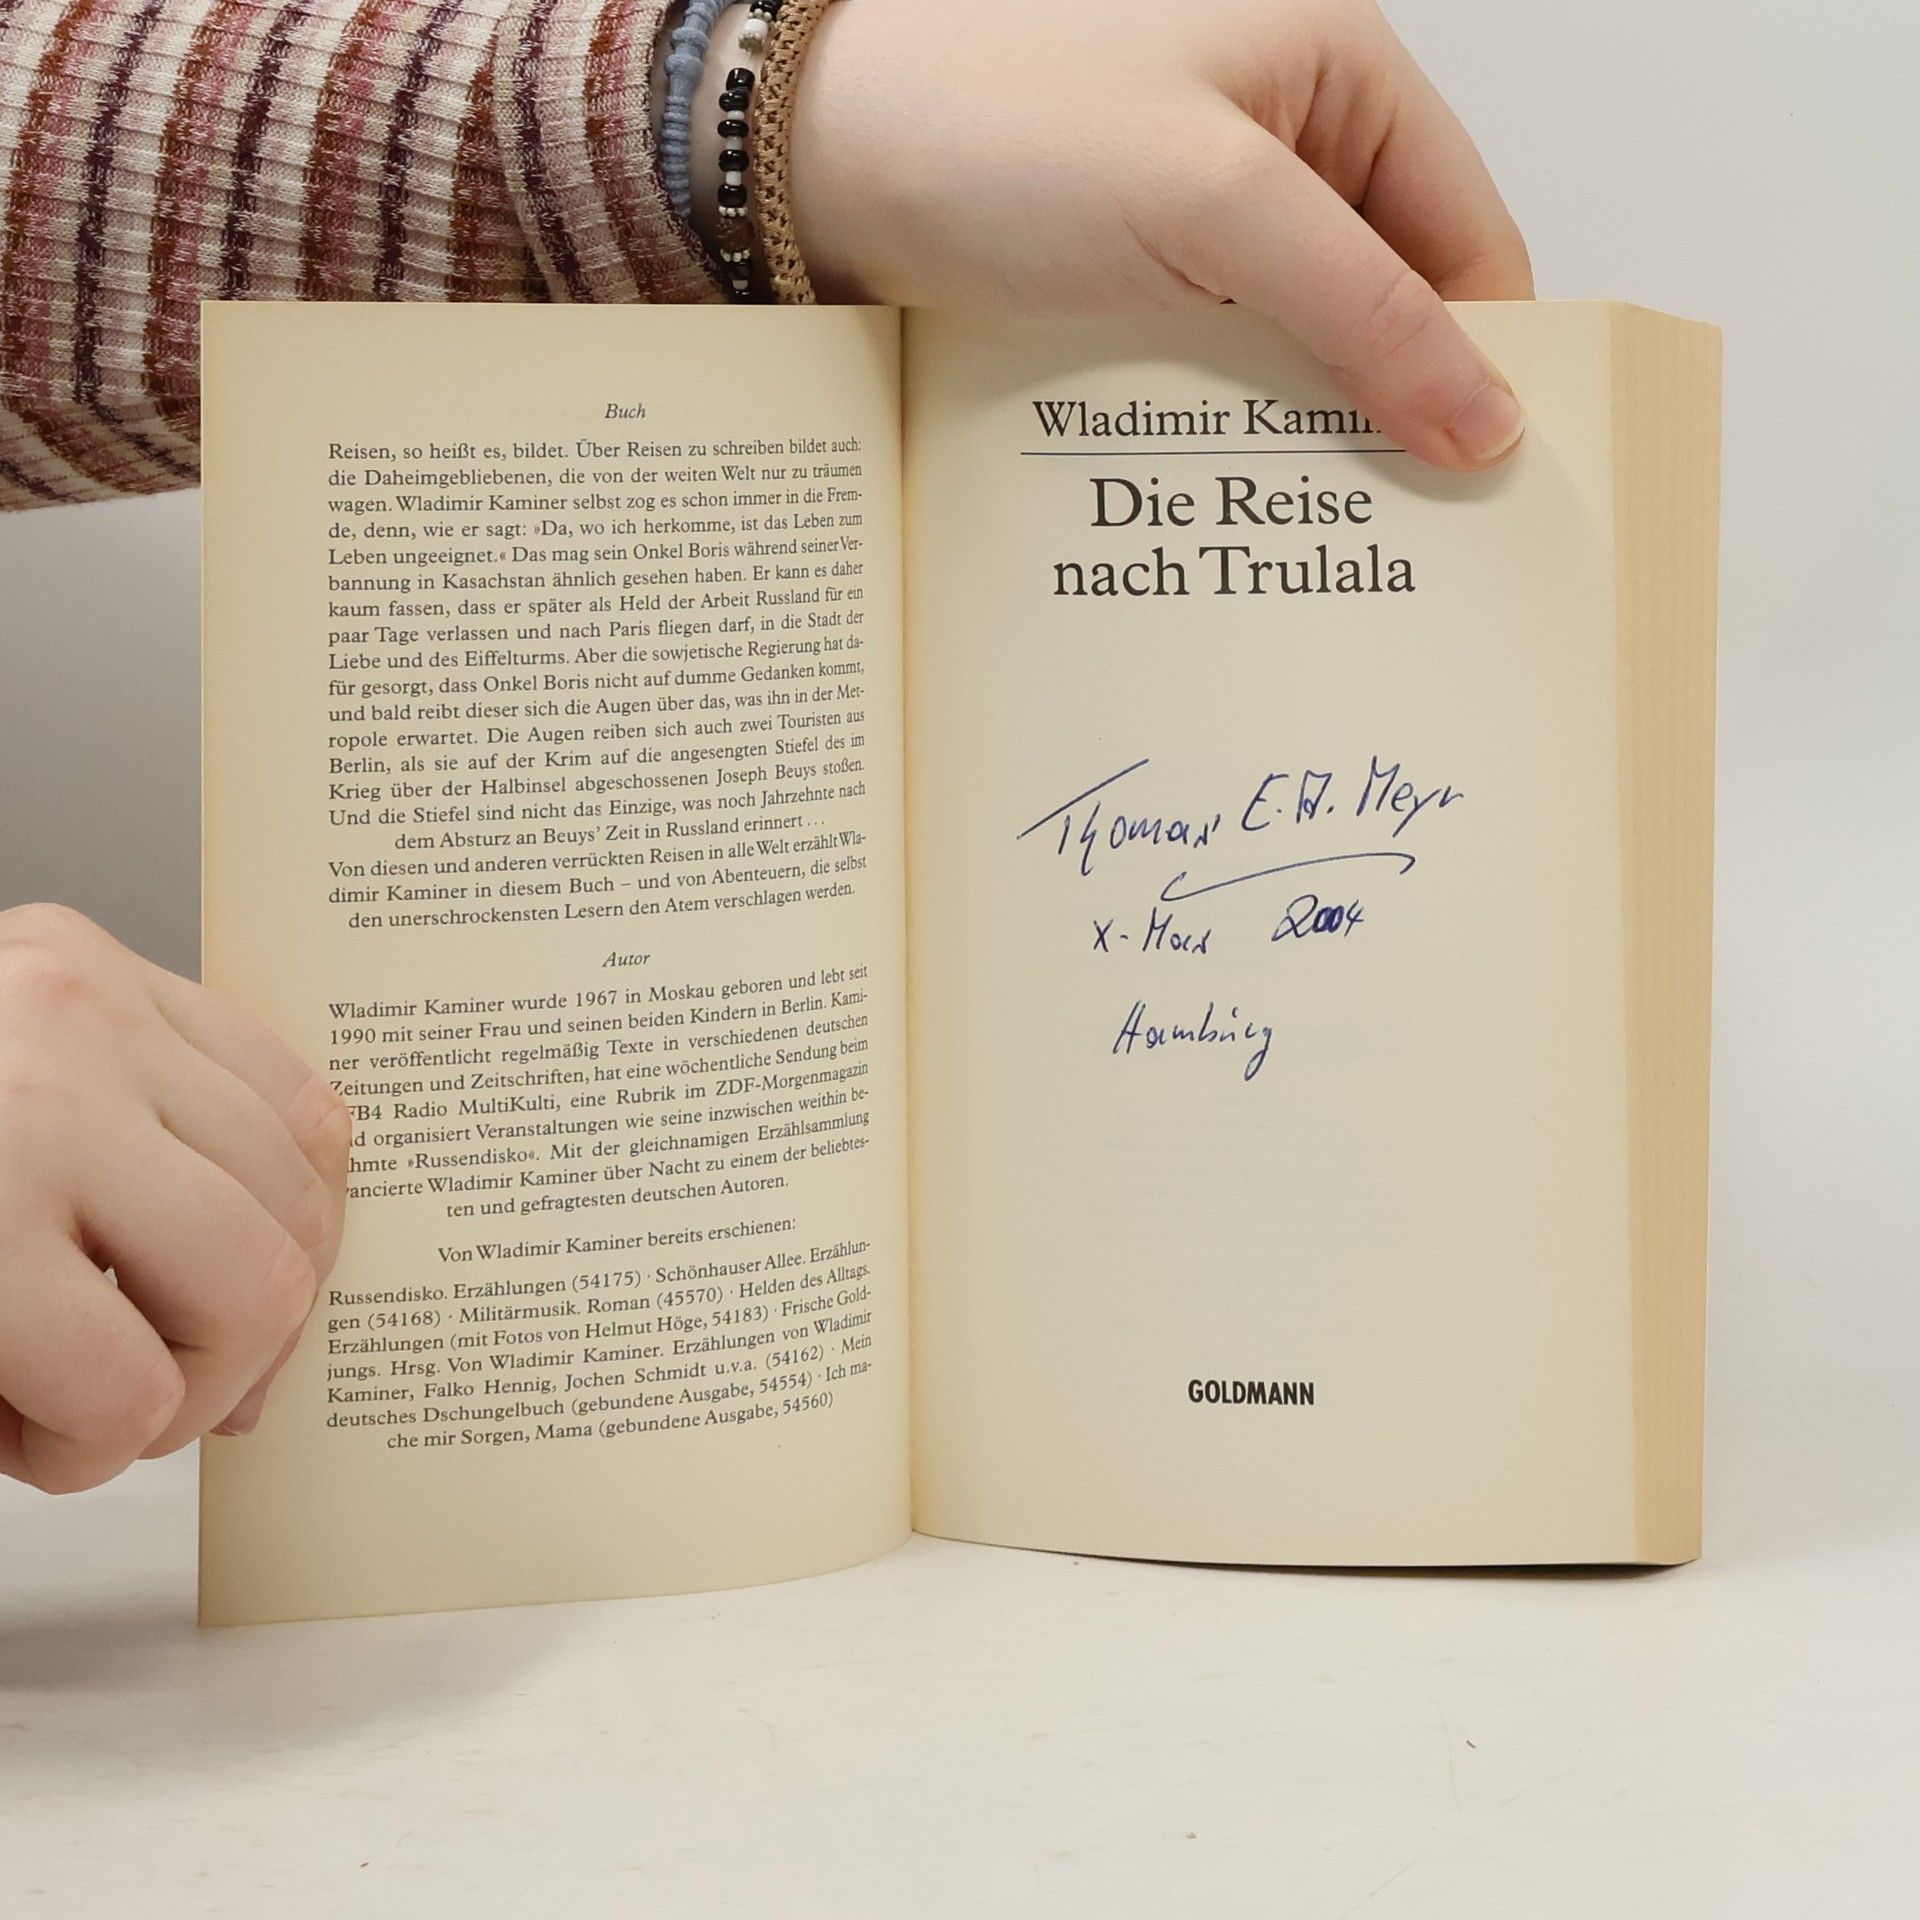 Buch
Reisen, so heißt es, bildet. Über Reisen zu schreiben bildet auch:
die Daheimgebliebenen, die von der weiten Welt nur zu träumen
wagen. Wladimir Kaminer selbst zog es schon immer in die Frem-
de, denn, wie er sagt: »Da, wo ich herkomme, ist das Leben zum
Leben ungeeignet.« Das mag sein Onkel Boris während seiner Ver-
bannung in Kasachstan ähnlich gesehen haben. Er kann es daher
kaum fassen, dass er später als Held der Arbeit Russland für ein
paar Tage verlassen und nach Paris fliegen darf, in die Stadt der
Liebe und des Eiffelturms. Aber die sowjetische Regierung hat da-
für gesorgt, dass Onkel Boris nicht auf dumme Gedanken kommt,
und bald reibt dieser sich die Augen über das, was ihn in der Met-
ropole erwartet. Die Augen reiben sich auch zwei Touristen aus
Berlin, als sie auf der Krim auf die angesengten Stiefel des im
Krieg über der Halbinsel abgeschossenen Joseph Beuys stoßen.
Und die Stiefel sind nicht das Einzige, was noch Jahrzehnte nach
dem Absturz an Beuys' Zeit in Russland erinnert ...
Von diesen und anderen verrückten Reisen in alle Welt erzählt Wla-
dimir Kaminer in diesem Buch – und von Abenteuern, die selbst
den unerschrockensten Lesern den Atem verschlagen werden.
Autor
Wladimir Kaminer wurde 1967 in Moskau geboren und lebt seit
1990 mit seiner Frau und seinen beiden Kindern in Berlin. Kami-
ner veröffentlicht regelmäßig Texte in verschiedenen deutschen
Zeitungen und Zeitschriften, hat eine wöchentliche Sendung beim
FB4 Radio MultiKulti, eine Rubrik im ZDF-Morgenmagazin
d organisiert Veranstaltungen wie seine inzwischen weithin be-
hmte »Russendisko«. Mit der gleichnamigen Erzählsammlung
vancierte Wladimir Kaminer über Nacht zu einem der beliebtes-
ten und gefragtesten deutschen Autoren.
Von Wladimir Kaminer bereits erschienen:
Russendisko. Erzählungen (54175) · Schönhauser Allee. Erzählun-
gen (54168) · Militärmusik. Roman (45570) · Helden des Alltags.
Erzählungen (mit Fotos von Helmut Höge, 54183) · Frische Gold-
jungs. Hrsg. Von Wladimir Kaminer. Erzählungen von Wladimir
Kaminer, Falko Hennig, Jochen Schmidt u.v.a. (54162) · Mein
deutsches Dschungelbuch (gebundene Ausgabe, 54554) · Ich ma-
che mir Sorgen, Mama (gebundene Ausgabe, 54560)
Wladimir Kamin
Die Reise
nach Trulala
Thomas E. A. Meyer
X-Mas 2004
Hamburg
GOLDMANN